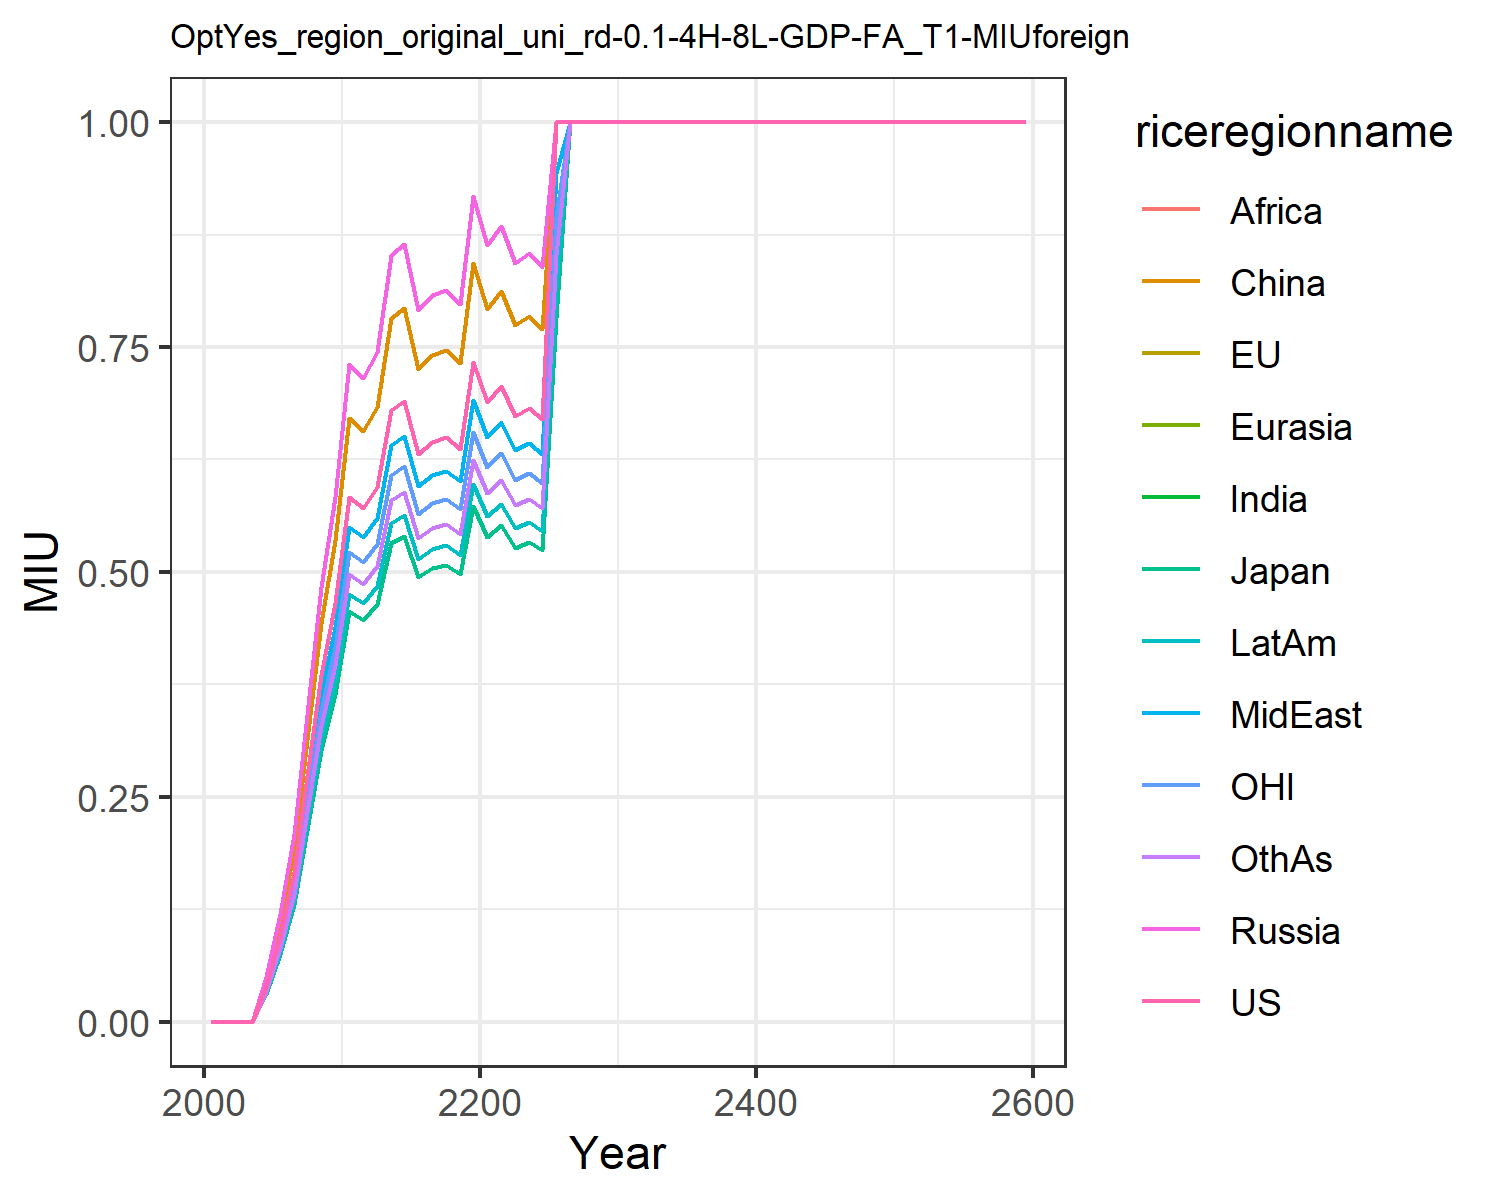 OptYes_region_original_uni_rd-0.1-4H-8L-GDP-FA_T1-MIUforeign
1.00
0.75
0.50
0.25
0.00
MIU
2000 2200 2400 2600
Year
riceregionname
Africa
China
EU
Eurasia
India
Japan
LatAm
MidEast
OHI
OthAs
Russia
US